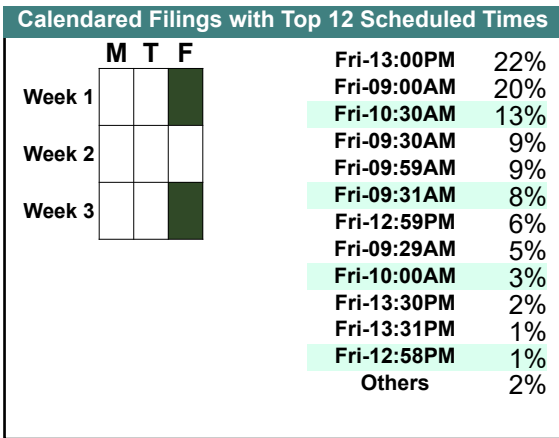 Calendared Filings with Top 12 Scheduled Times
M T F
Week 1
Week 2
Week 3
Fri-13:00PM 22%
Fri-09:00AM 20%
Fri-10:30AM 13%
Fri-09:30AM 9%
Fri-09:59AM 9%
Fri-09:31AM 8%
Fri-12:59PM 6%
Fri-09:29AM 5%
Fri-10:00AM 3%
Fri-13:30PM 2%
Fri-13:31PM 1%
Fri-12:58PM 1%
Others 2%